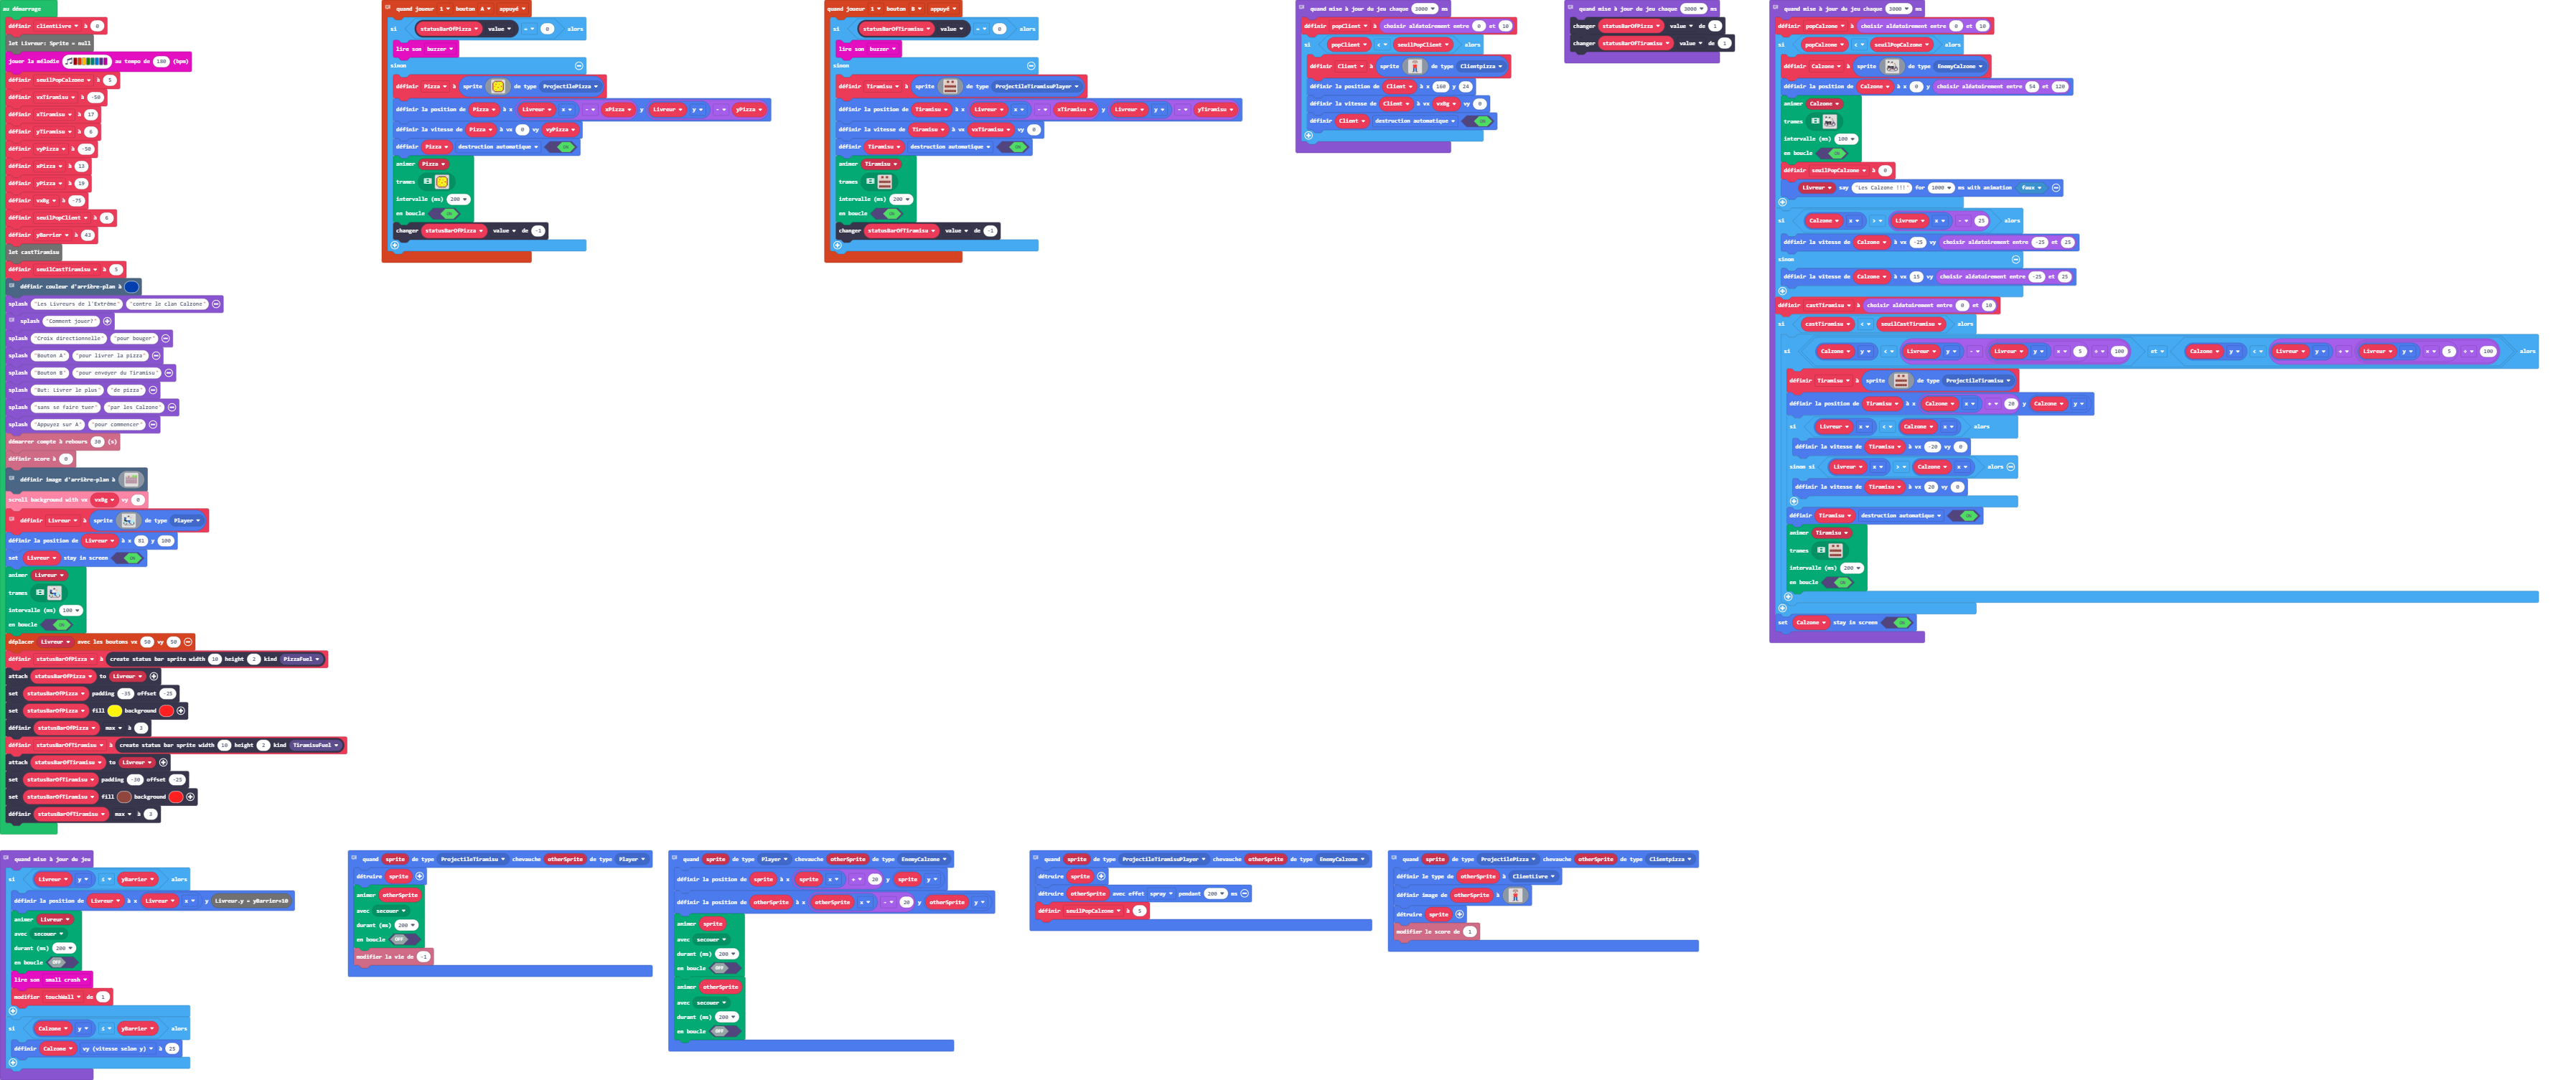 au démarrage
définir clientLivre à 0
let Livreur: Sprite = null
jouer la mélodie au tempo de 180 (bpm)
définir seuilPopCalzone à 5
définir vxTiramisu à -50
définir xTiramisu à 17
définir yTiramisu à 6
définir vyPizza à -50
définir xPizza à 13
définir yPizza à 19
définir vxBg à -75
définir seuilPopClient à 6
définir yBarrier à 43
let castTiramisu
définir seuilCastTiramisu à 5
définir couleur d'arrière-plan à
splash "Les Livreurs de l'Extrême" "contre le clan Calzone"
splash "Comment jouer?"
splash "Croix directionnelle" "pour bouger"
splash "Bouton A" "pour livrer la pizza"
splash "Bouton B" "pour envoyer du Tiramisu"
splash "But: Livrer le plus" "de pizza"
splash "sans se faire tuer" "par les Calzone"
splash "Appuyez sur A" "pour commencer"
démarrer compte à rebours 30 (s)
définir score à 0
définir image d'arrière-plan à
scroll background with vx vxBg vy 0
définir Livreur à sprite de type Player
définir la position de Livreur à x 81 y 100
set Livreur stay in screen ON
animer Livreur
trames
intervalle (ms) 100
en boucle ON
déplacer Livreur avec les boutons vx 50 vy 50
définir statusBarOfPizza à create status bar sprite width 10 height 2 kind PizzaFuel
attach statusBarOfPizza to Livreur
set statusBarOfPizza padding -35 offset -25
set statusBarOfPizza fill background
définir statusBarOfPizza max à 3
définir statusBarOfTiramisu à create status bar sprite width 10 height 2 kind TiramisuFuel
attach statusBarOfTiramisu to Livreur
set statusBarOfTiramisu padding -30 offset -25
set statusBarOfTiramisu fill background
définir statusBarOfTiramisu max à 3
quand joueur 1 bouton A appuyé
si statusBarOfPizza value = 0 alors
lire son buzzer
sinon
définir Pizza à sprite de type ProjectilePizza
définir la position de Pizza à x Livreur x - xPizza y Livreur y - yPizza
définir la vitesse de Pizza à vx 0 vy vyPizza
définir Pizza destruction automatique ON
animer Pizza
trames
intervalle (ms) 200
en boucle ON
changer statusBarOfPizza value de -1
quand joueur 1 bouton B appuyé
si statusBarOfTiramisu value = 0 alors
lire son buzzer
sinon
définir Tiramisu à sprite de type ProjectileTiramisuPlayer
définir la position de Tiramisu à x Livreur x - xTiramisu y Livreur y - yTiramisu
définir la vitesse de Tiramisu à vx vxTiramisu vy 0
définir Tiramisu destruction automatique ON
animer Tiramisu
trames
intervalle (ms) 200
en boucle ON
changer statusBarOfTiramisu value de -1
quand mise à jour du jeu chaque 3000 ms
définir popClient à choisir aléatoirement entre 0 et 10
si popClient < seuilPopClient alors
définir Client à sprite de type Clientpizza
définir la position de Client à x 160 y 24
définir la vitesse de Client à vx vxBg vy 0
définir Client destruction automatique ON
quand mise à jour du jeu chaque 3000 ms
changer statusBarOfPizza value de 1
changer statusBarOfTiramisu value de 1
quand mise à jour du jeu chaque 3000 ms
définir popCalzone à choisir aléatoirement entre 0 et 10
si popCalzone < seuilPopCalzone alors
définir Calzone à sprite de type EnemyCalzone
définir la position de Calzone à x 0 y choisir aléatoirement entre 54 et 120
animer Calzone
trames
intervalle (ms) 100
en boucle ON
définir seuilPopCalzone à 0
Livreur say "Les Calzone !!!" for 1000 ms with animation faux
si Calzone x > Livreur x - 25 alors
définir la vitesse de Calzone à vx -25 vy choisir aléatoirement entre -25 et 25
sinon
définir la vitesse de Calzone à vx 15 vy choisir aléatoirement entre -25 et 25
définir castTiramisu à choisir aléatoirement entre 0 et 10
si castTiramisu < seuilCastTiramisu alors
si Calzone y < Livreur y - Livreur y × 5 ÷ 100 et Calzone y < Livreur y + Livreur y × 5 ÷ 100 alors
définir Tiramisu à sprite de type ProjectileTiramisu
définir la position de Tiramisu à x Calzone x + 20 y Calzone y
si Livreur x < Calzone x alors
définir la vitesse de Tiramisu à vx -20 vy 0
sinon si Livreur x > Calzone x alors
définir la vitesse de Tiramisu à vx 20 vy 0
définir Tiramisu destruction automatique ON
animer Tiramisu
trames
intervalle (ms) 200
en boucle ON
set Calzone stay in screen ON
quand mise à jour du jeu
si Livreur y ≤ yBarrier alors
définir la position de Livreur à x Livreur x y Livreur.y = yBarrier+10
animer Livreur
avec secouer
durant (ms) 200
en boucle OFF
lire son small crash
modifier touchWall de 1
si Calzone y ≤ yBarrier alors
définir Calzone vy (vitesse selon y) à 25
quand sprite de type ProjectileTiramisu chevauche otherSprite de type Player
détruire sprite
animer otherSprite
avec secouer
durant (ms) 200
en boucle OFF
modifier la vie de -1
quand sprite de type Player chevauche otherSprite de type EnemyCalzone
définir la position de sprite à x sprite x + 20 y sprite y
définir la position de otherSprite à x otherSprite x - 20 y otherSprite y
animer sprite
avec secouer
durant (ms) 200
en boucle OFF
animer otherSprite
avec secouer
durant (ms) 200
en boucle OFF
quand sprite de type ProjectileTiramisuPlayer chevauche otherSprite de type EnemyCalzone
détruire sprite
détruire otherSprite avec effet spray pendant 200 ms
définir seuilPopCalzone à 5
quand sprite de type ProjectilePizza chevauche otherSprite de type Clientpizza
définir le type de otherSprite à ClientLivre
définir image de otherSprite à
détruire sprite
modifier le score de 1